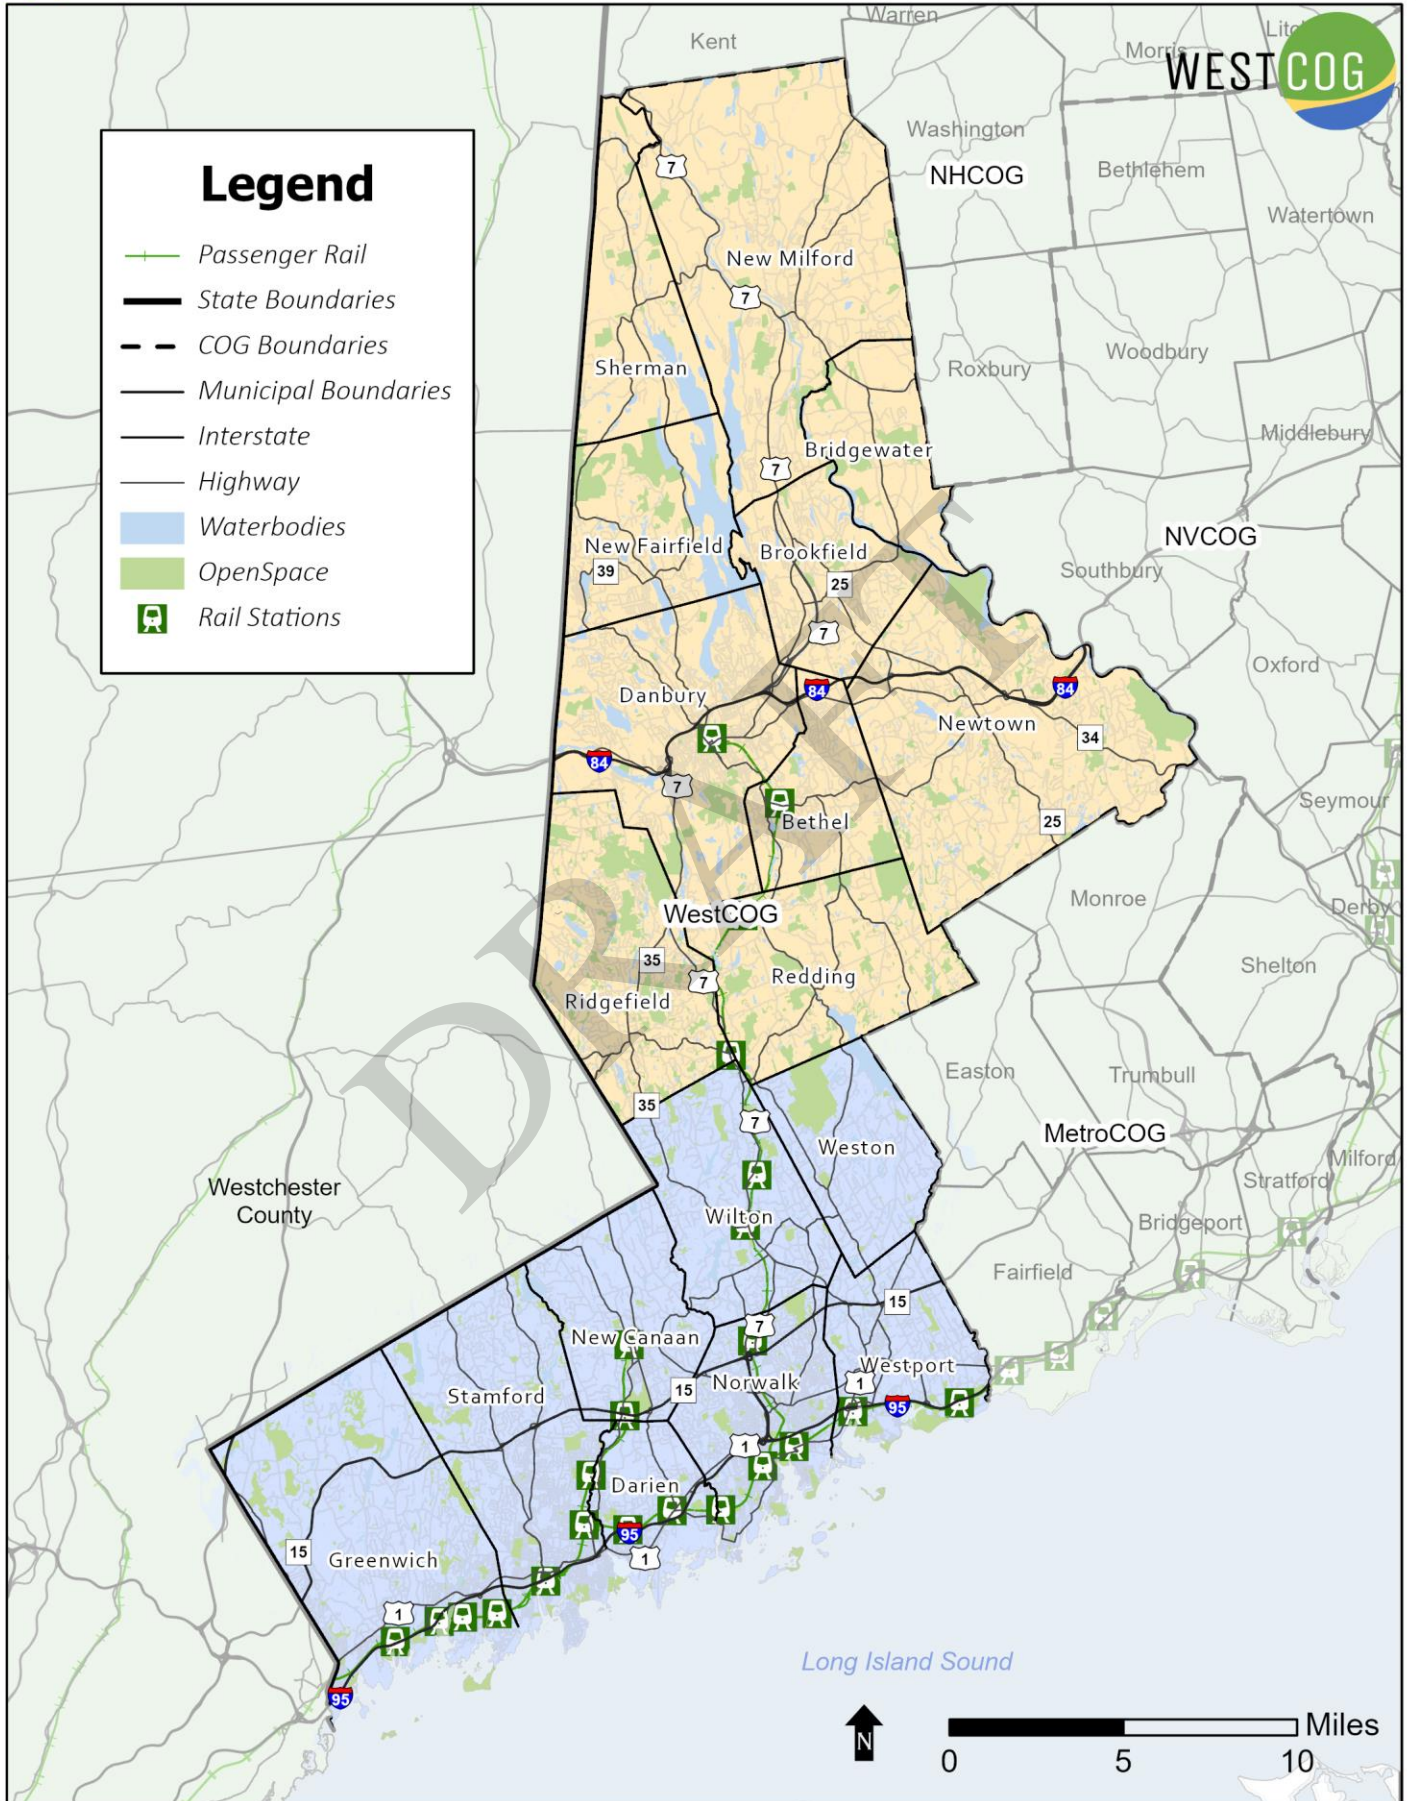 Kent
Warren
Morris
WESTCOG
Washington
NHCOG
Bethlehem
Watertown
Legend
Passenger Rail
State Boundaries
COG Boundaries
Municipal Boundaries
Interstate
Highway
Waterbodies
OpenSpace
Rail Stations
7
New Milford
7
Sherman
Roxbury
Woodbury
Middlebury
Bridgewater
7
New Fairfield
39
Brookfield
25
NVCOG
Southbury
7
Oxford
Danbury
84
84
Newtown
34
84
7
Bethel
25
Seymour
Monroe
Derby
WestCOG
35
7
Redding
Ridgefield
Shelton
DRAFT
35
7
Easton
Trumbull
MetroCOG
Weston
Milford
Westchester
County
Wilton
Stratford
Bridgeport
Fairfield
15
7
New Canaan
Westport
Stamford
15
Norwalk
1
95
1
Darien
95
1
15
Greenwich
1
95
Long Island Sound
N
Miles
0
5
10